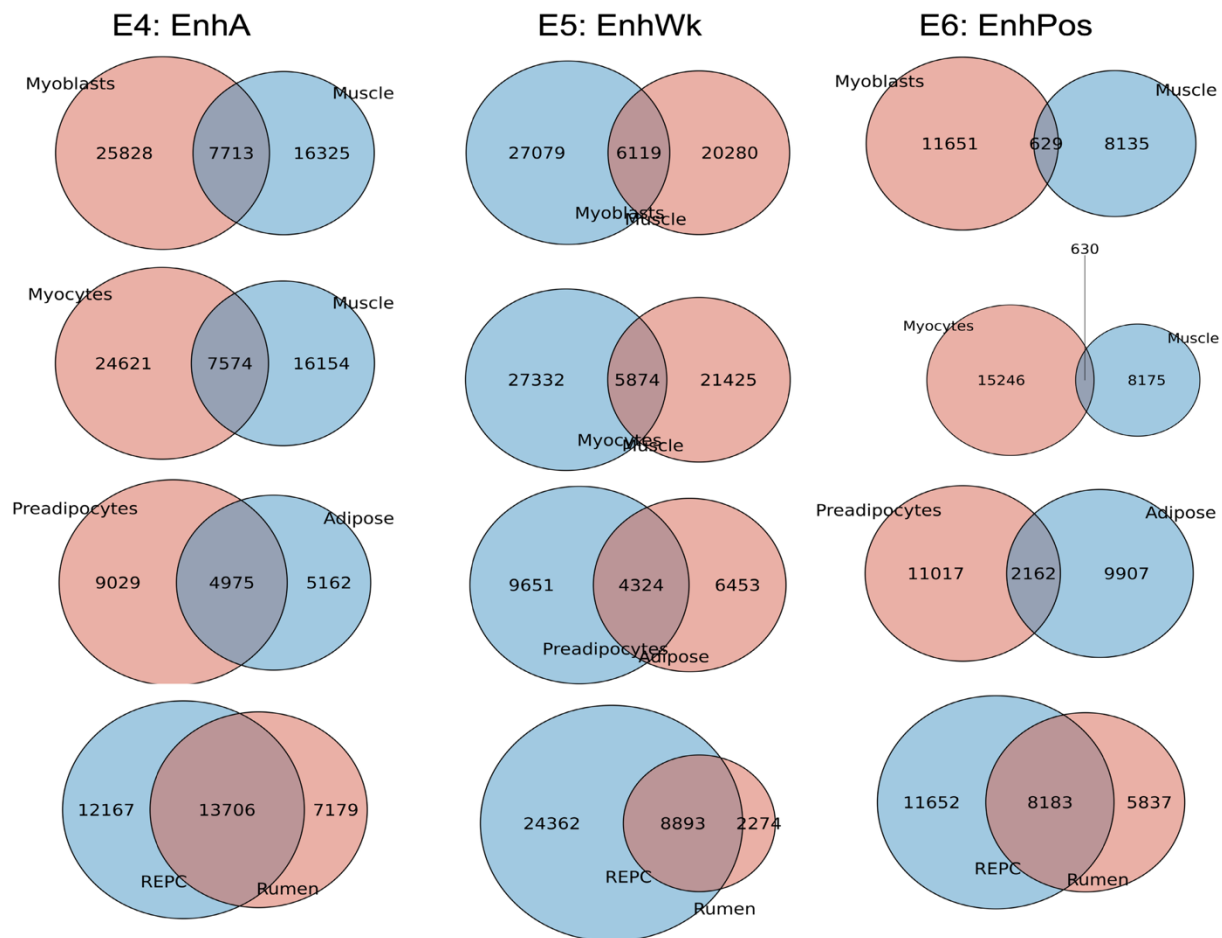 E4: EnhA
E5: EnhWk
E6: EnhPos
Myoblasts
Muscle
25828
7713
16325
27079
6119
20280
Myoblasts
Muscle
Myoblasts
Muscle
11651
629
8135
Myocytes
Muscle
24621
7574
16154
27332
5874
21425
Myocytes
Muscle
630
Myocytes
Muscle
15246
8175
Preadipocytes
Adipose
9029
4975
5162
9651
4324
6453
Preadipocytes
Adipose
Preadipocytes
Adipose
11017
2162
9907
12167
13706
7179
REPC
Rumen
24362
8893
2274
REPC
Rumen
11652
8183
5837
REPC
Rumen